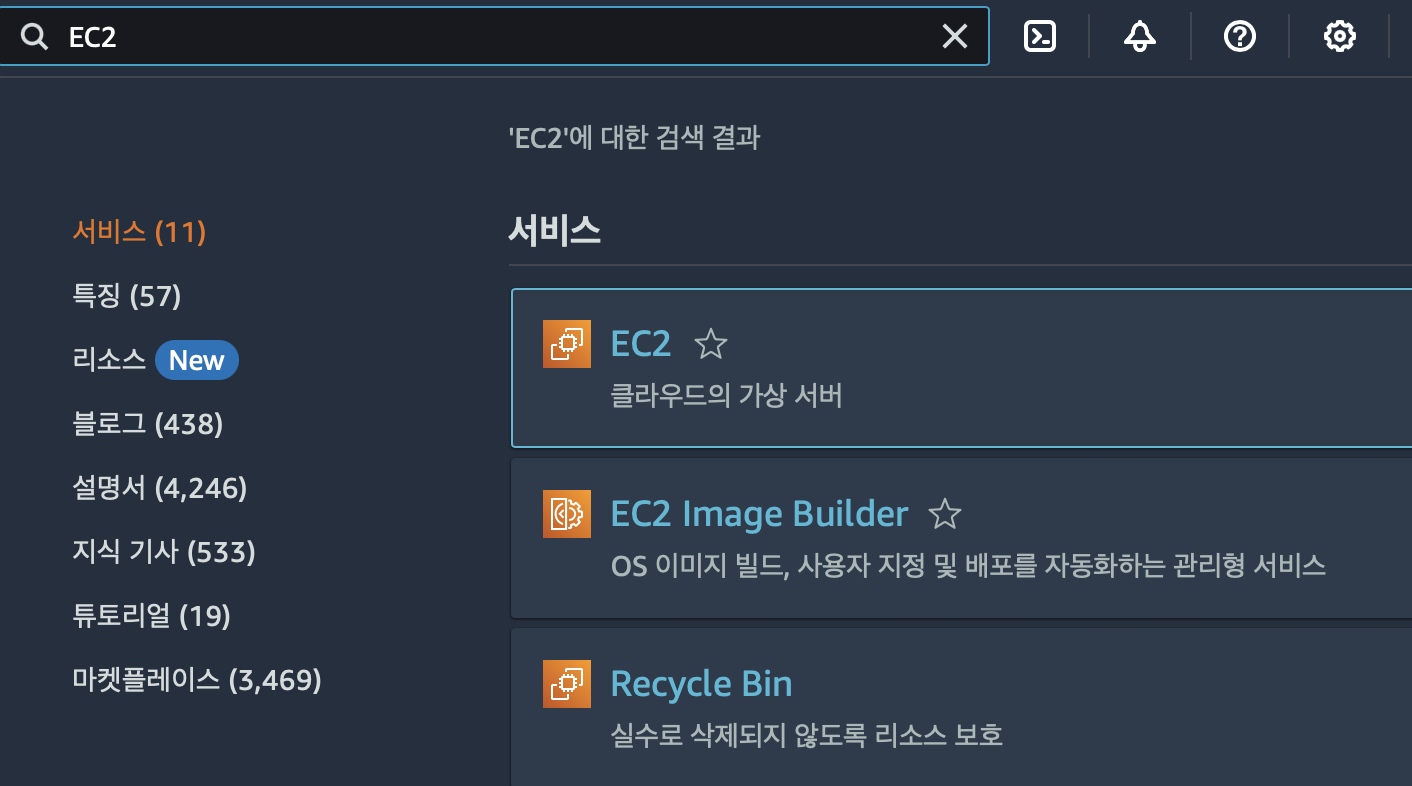 EC2
'EC2'에 대한 검색 결과
서비스 (11)
특징 (57)
리소스 New
블로그 (438)
설명서 (4,246)
지식 기사 (533)
튜토리얼 (19)
마켓플레이스 (3,469)
서비스
EC2
클라우드의 가상 서버
EC2 Image Builder
OS 이미지 빌드, 사용자 지정 및 배포를 자동화하는 관리형 서비스
Recycle Bin
실수로 삭제되지 않도록 리소스 보호